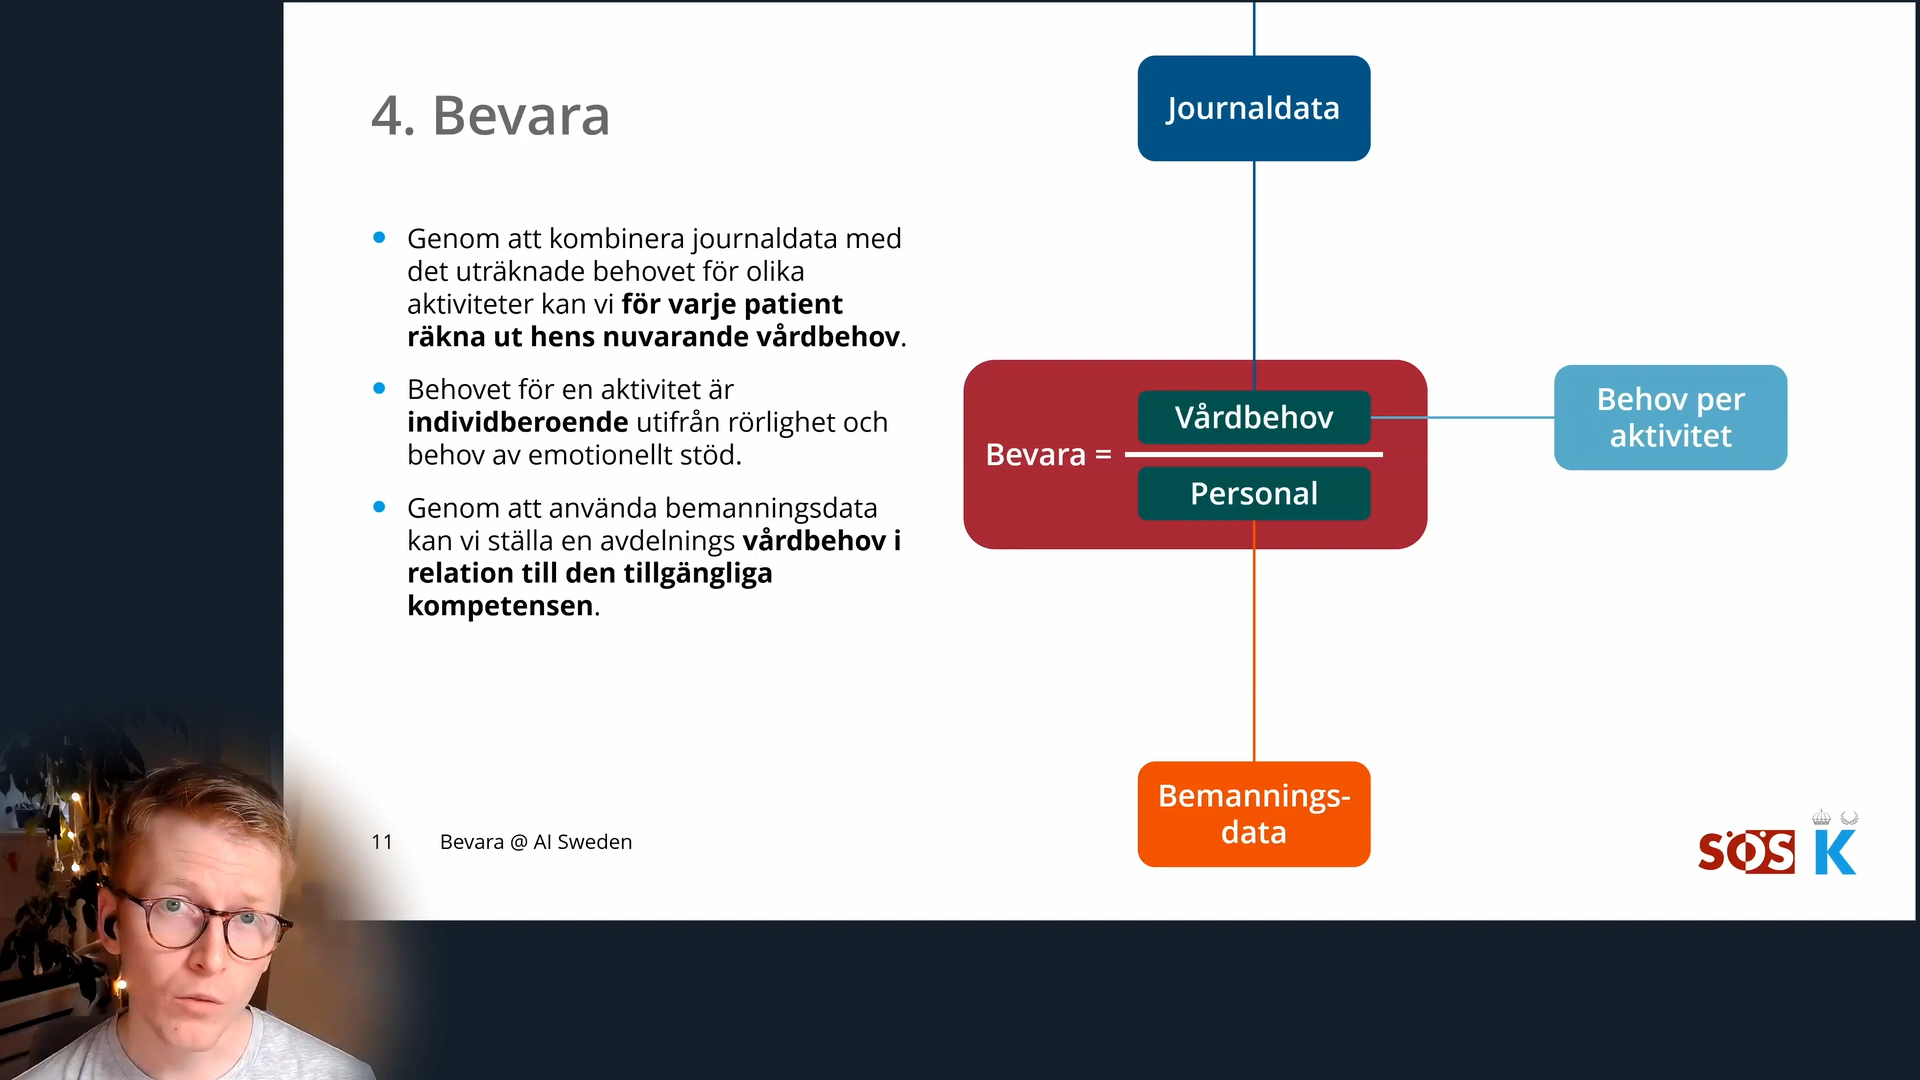 4. Bevara
Genom att kombinera journaldata med
det uträknade behovet för olika
aktiviteter kan vi för varje patient
räkna ut hens nuvarande vårdbehov.
Behovet för en aktivitet är
individberoende utifrån rörlighet och
behov av emotionellt stöd.
Genom att använda bemanningsdata
kan vi ställa en avdelnings vårdbehov i
relation till den tillgängliga
kompetensen.
Journaldata
Bevara =
Vårdbehov
Personal
Behov per
aktivitet
Bemannings-
data
11
Bevara @ AI Sweden
SÖS K